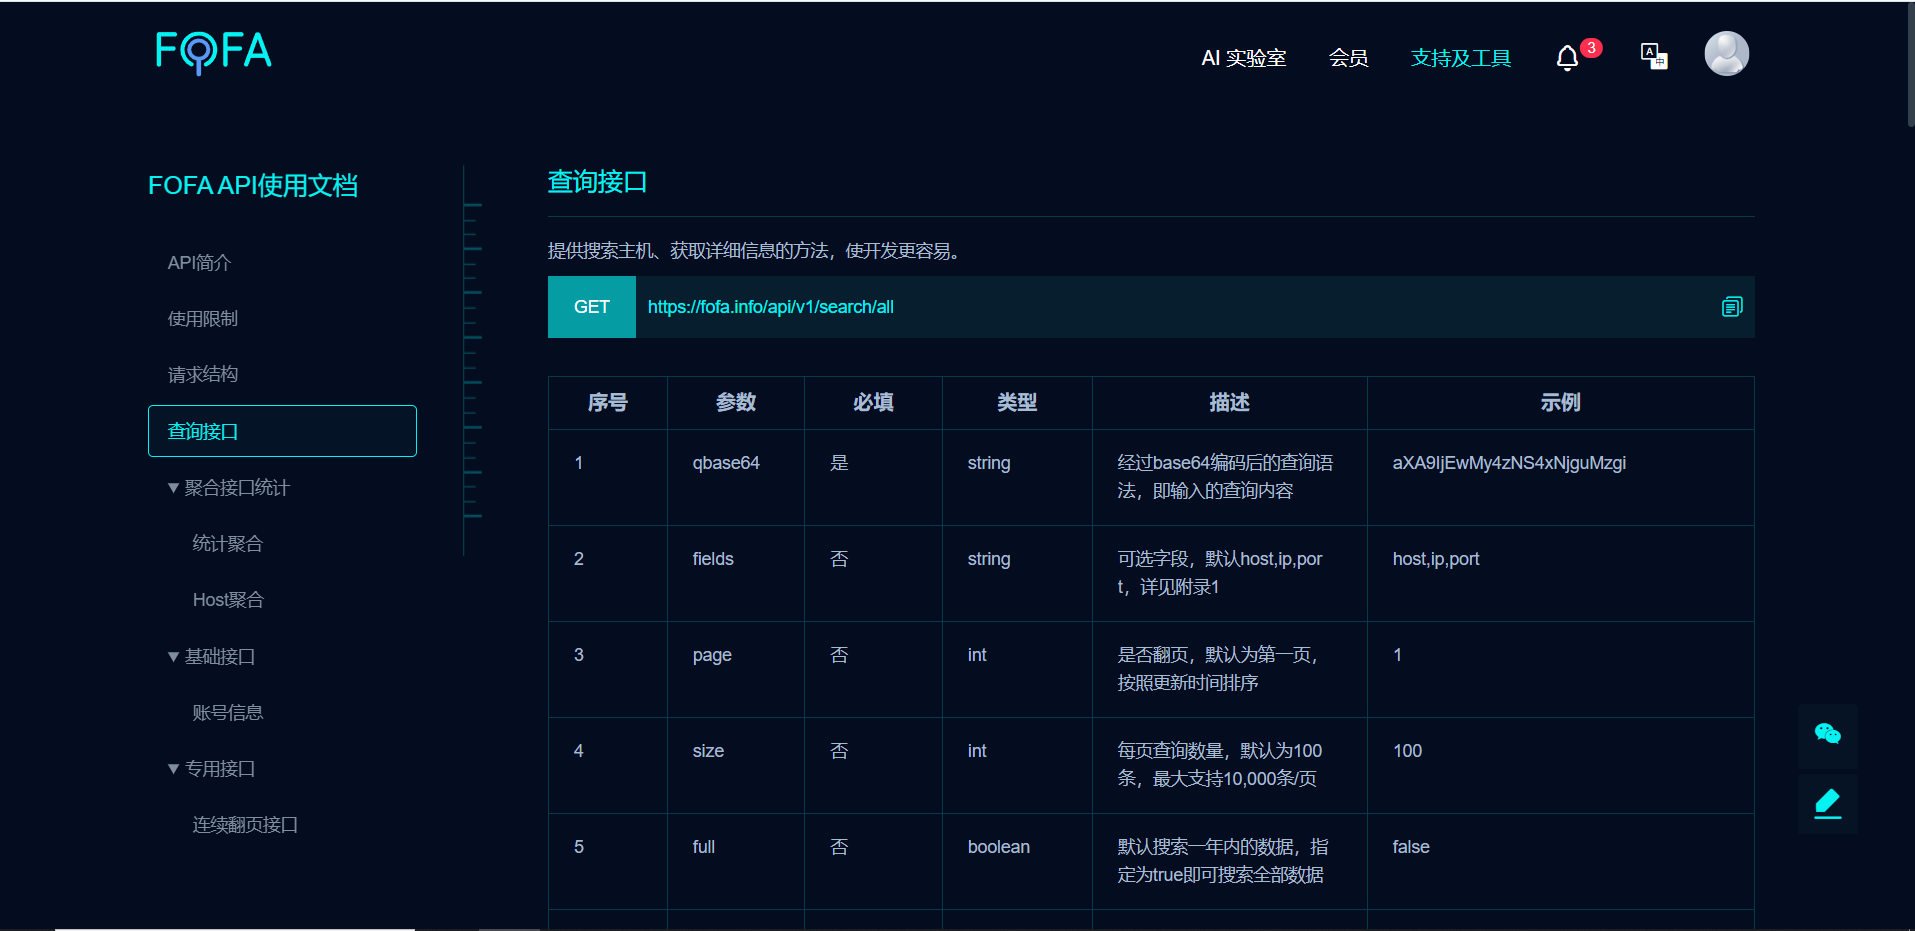 FOFA
AI 实验室
会员
支持及工具
3
A
中
FOFA API使用文档
API简介
使用限制
请求结构
查询接口
▼ 聚合接口统计
统计聚合
Host聚合
▼ 基础接口
账号信息
▼ 专用接口
连续翻页接口
查询接口
提供搜索主机、获取详细信息的方法，使开发更容易。
GET https://fofa.info/api/v1/search/all
序号 参数 必填 类型 描述 示例
1 qbase64 是 string 经过base64编码后的查询语 aXA9IjEwMy4zNS4xNjguMzgi
法，即输入的查询内容
2 fields 否 string 可选字段，默认host,ip,por host,ip,port
t，详见附录1
3 page 否 int 是否翻页，默认为第一页， 1
按照更新时间排序
4 size 否 int 每页查询数量，默认为100 100
条，最大支持10,000条/页
5 full 否 boolean 默认搜索一年内的数据，指 false
定为true即可搜索全部数据